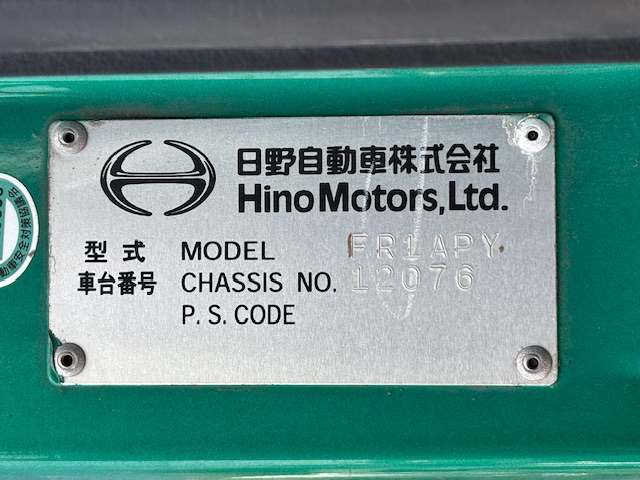 日野自動車株式会社
Hino Motors, Ltd.
型式 MODEL FR1APY
車台番号 CHASSIS NO. 12076
P. S. CODE